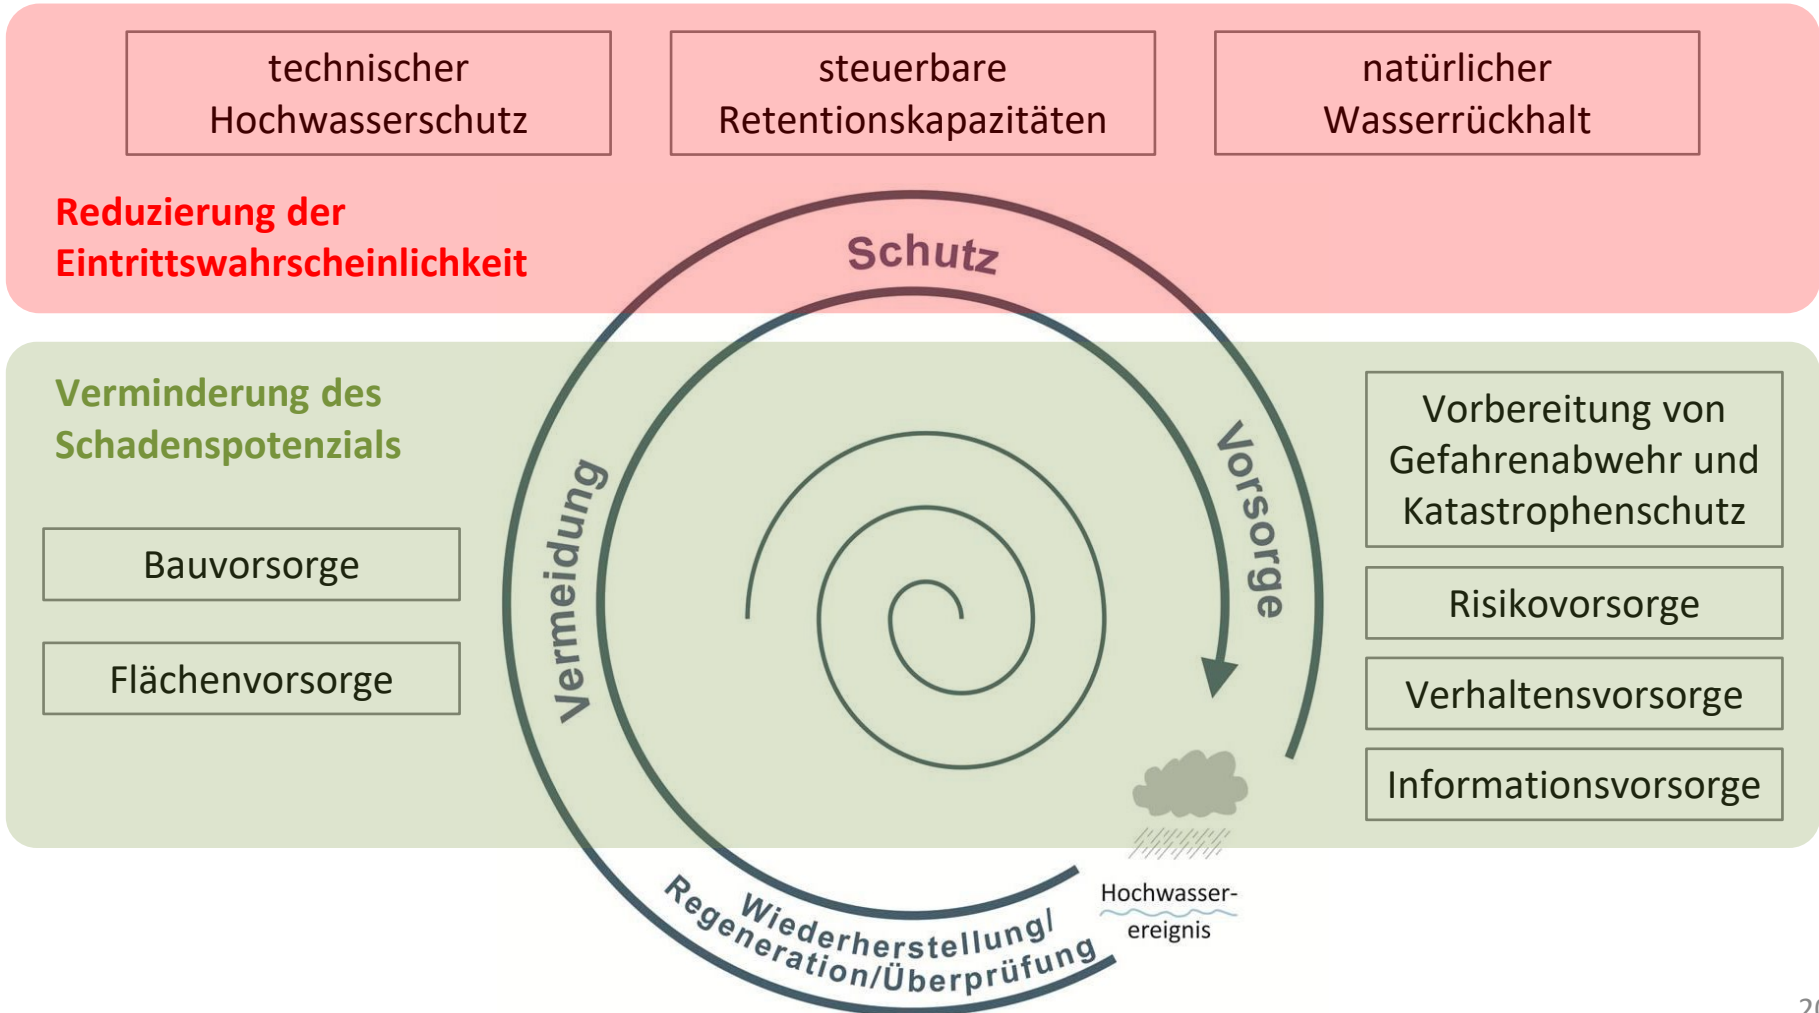 technischer
Hochwasserschutz
steuerbare
Retentionskapazitäten
natürlicher
Wasserrückhalt
Reduzierung der
Eintrittswahrscheinlichkeit
Schutz
Verminderung des
Schadenspotenzials
Bauvorsorge
Flächenvorsorge
Vermeidung
Vorsorge
Vorbereitung von
Gefahrenabwehr und
Katastrophenschutz
Risikovorsorge
Verhaltensvorsorge
Informationsvorsorge
Hochwasser-
ereignis
Wiederherstellung/
Regeneration/Überprüfung